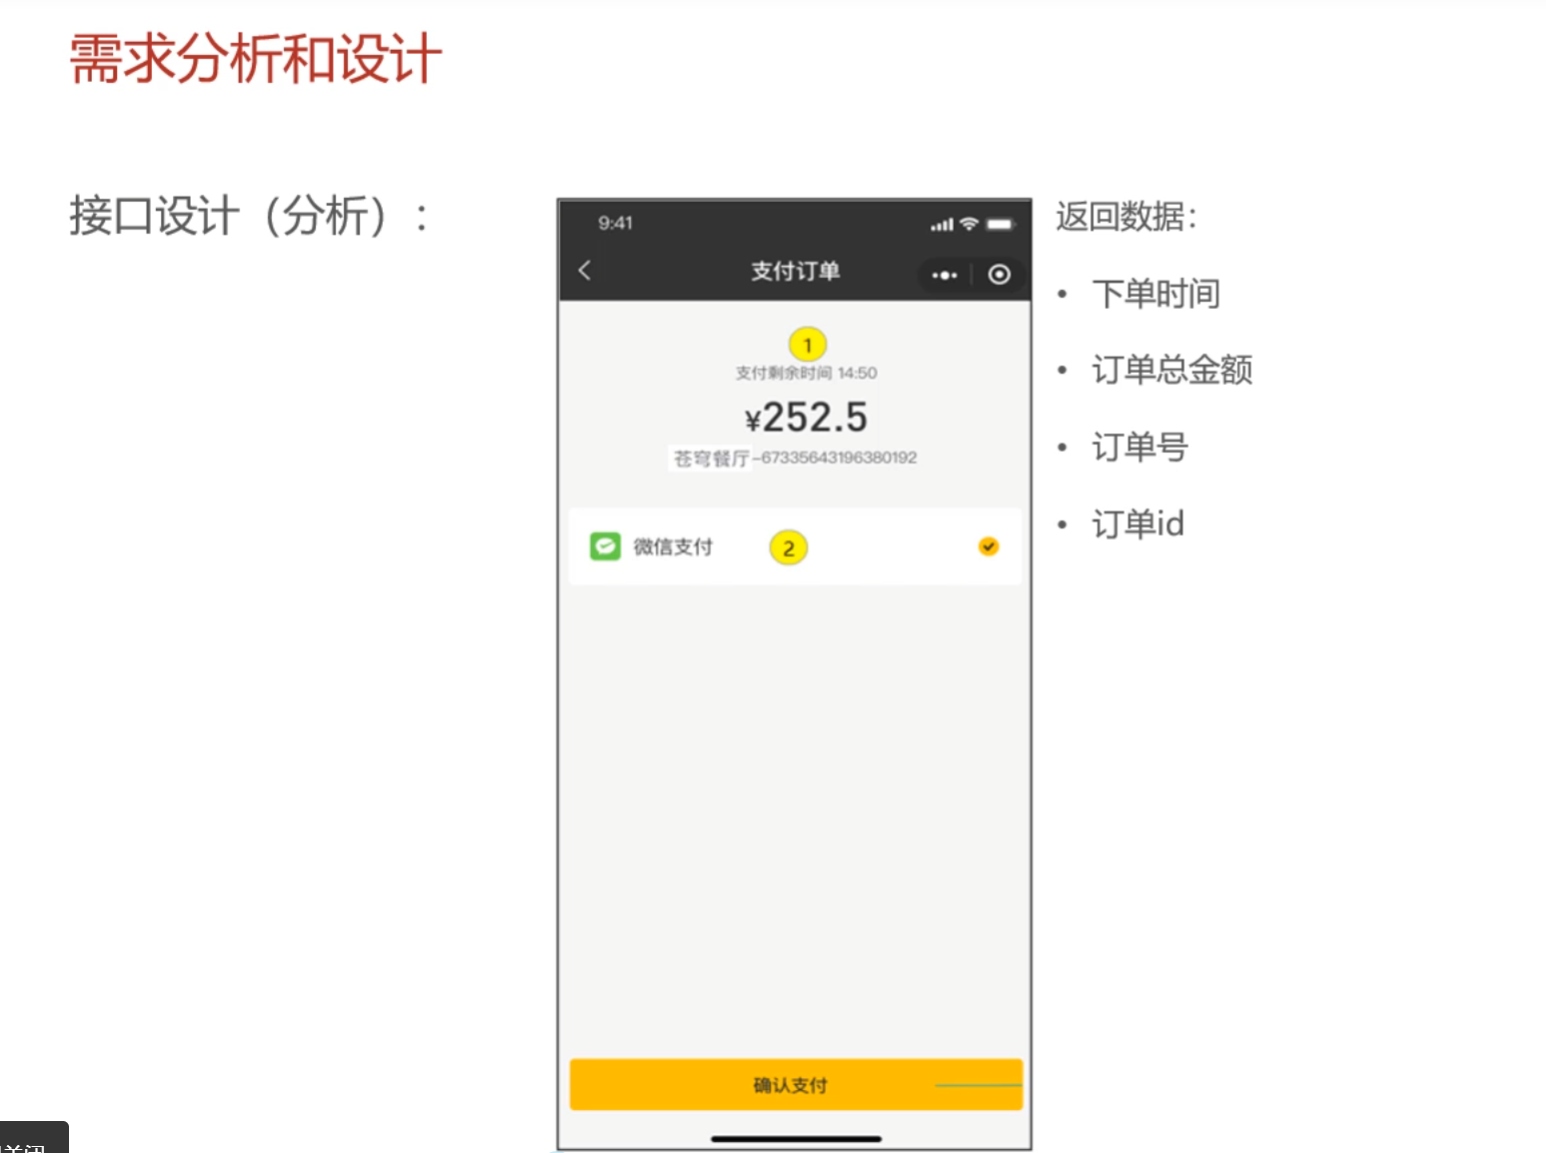 需求分析和设计
接口设计（分析）：
9:41
支付订单
1
支付剩余时间 14:50
¥252.5
苍穹餐厅-67335643196380192
微信支付
2
确认支付
返回数据：
• 下单时间
• 订单总金额
• 订单号
• 订单id